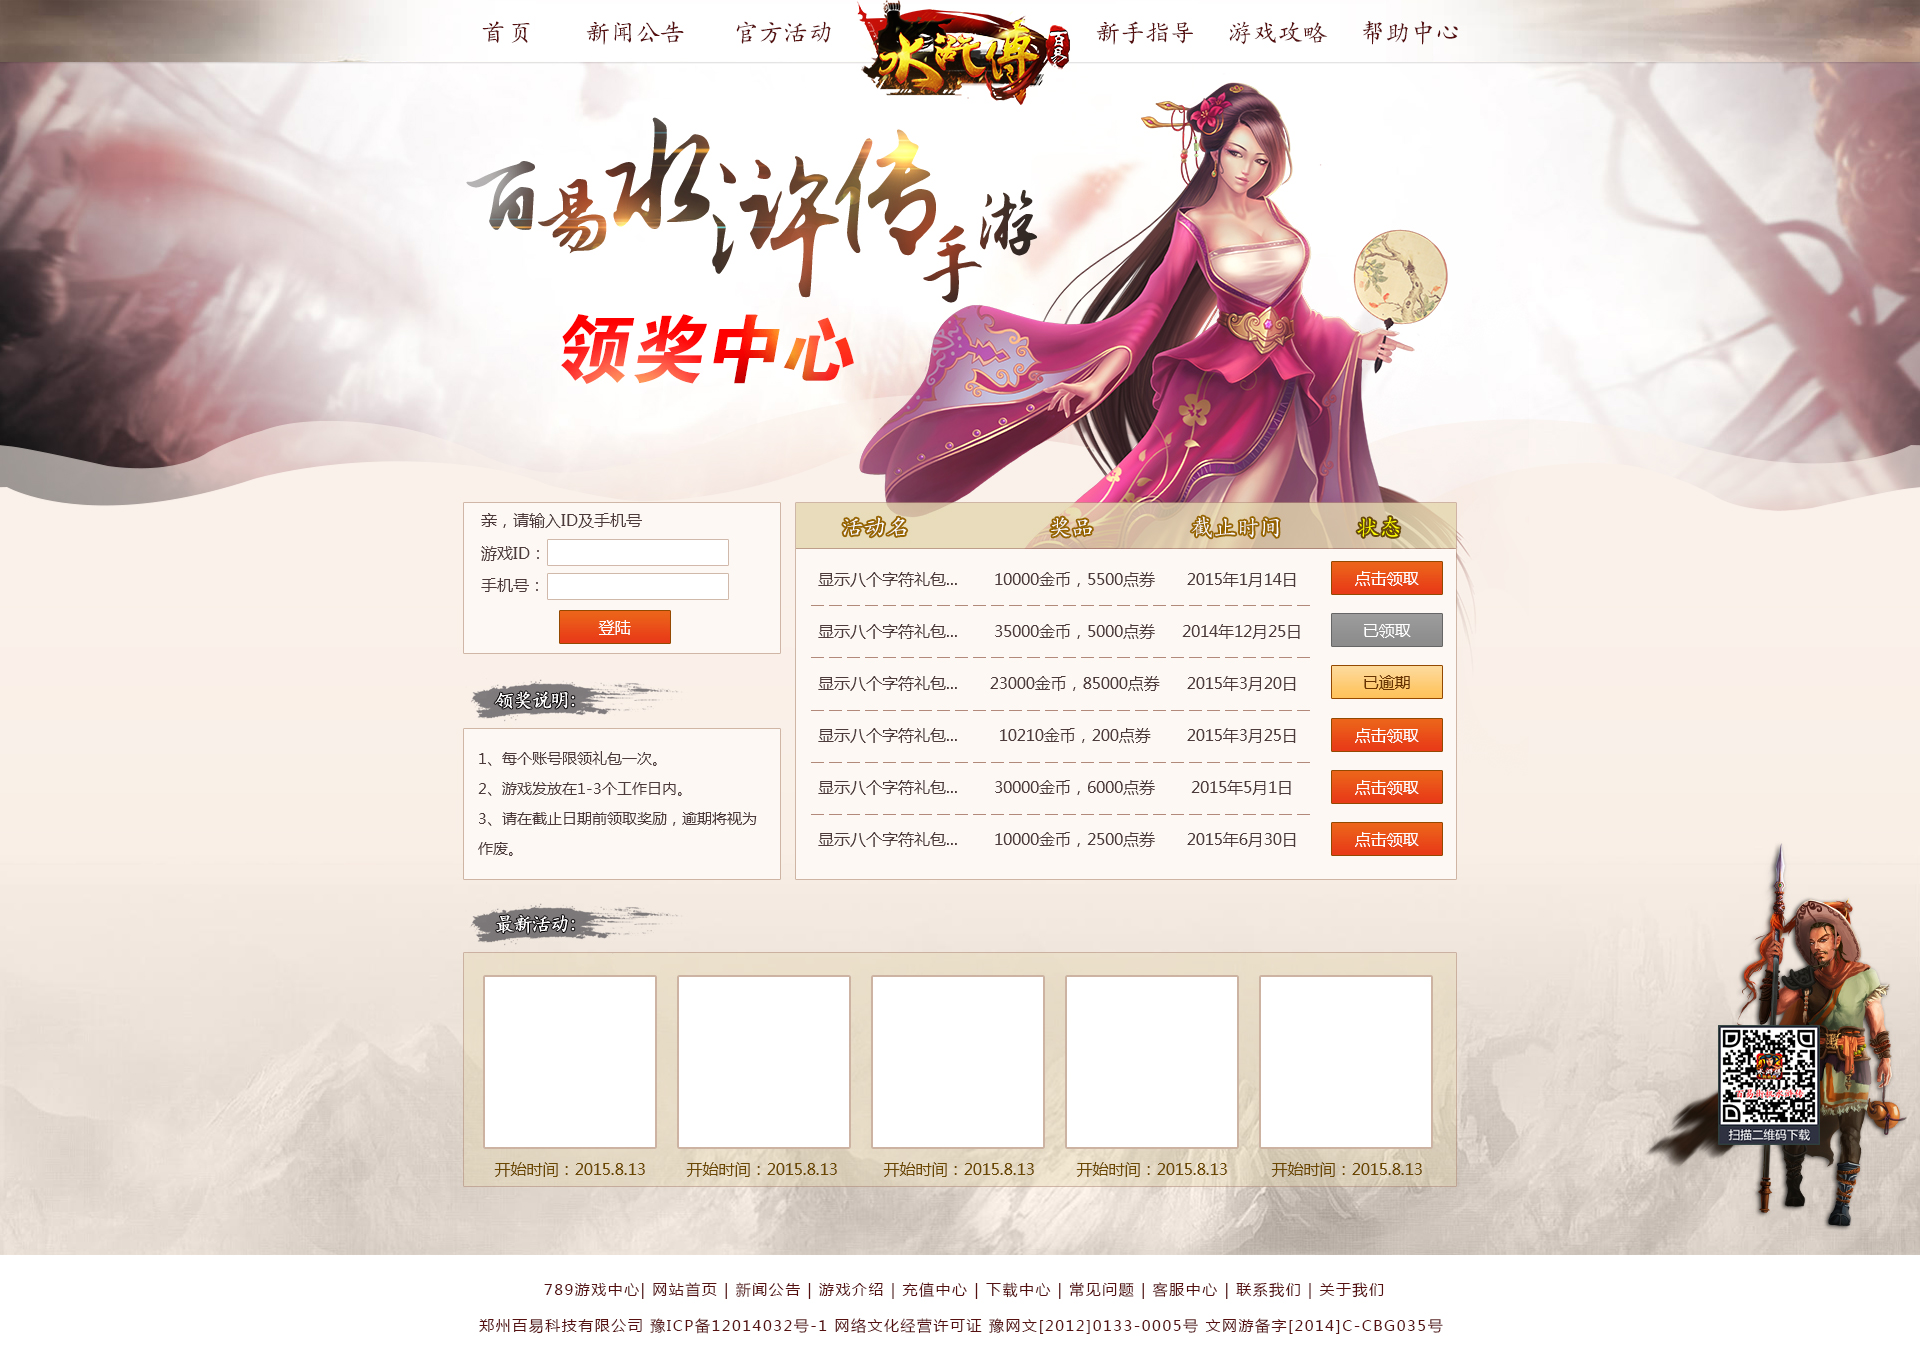 首页 新闻公告 官方活动 水浒傳 百易 新手指导 游戏攻略 帮助中心
百易水浒传手游
领奖中心
亲，请输入ID及手机号
游戏ID：
手机号：
登陆
领奖说明:
1、每个账号限领礼包一次。
2、游戏发放在1-3个工作日内。
3、请在截止日期前领取奖励，逾期将视为
作废。
活动名 奖品 截止时间 状态
显示八个字符礼包... 10000金币，5500点券 2015年1月14日 点击领取
显示八个字符礼包... 35000金币，5000点券 2014年12月25日 已领取
显示八个字符礼包... 23000金币，85000点券 2015年3月20日 已逾期
显示八个字符礼包... 10210金币，200点券 2015年3月25日 点击领取
显示八个字符礼包... 30000金币，6000点券 2015年5月1日 点击领取
显示八个字符礼包... 10000金币，2500点券 2015年6月30日 点击领取
最新活动:
开始时间：2015.8.13 开始时间：2015.8.13 开始时间：2015.8.13 开始时间：2015.8.13 开始时间：2015.8.13
扫描二维码下载
789游戏中心| 网站首页 | 新闻公告 | 游戏介绍 | 充值中心 | 下载中心 | 常见问题 | 客服中心 | 联系我们 | 关于我们
郑州百易科技有限公司 豫ICP备12014032号-1 网络文化经营许可证 豫网文[2012]0133-0005号 文网游备字[2014]C-CBG035号